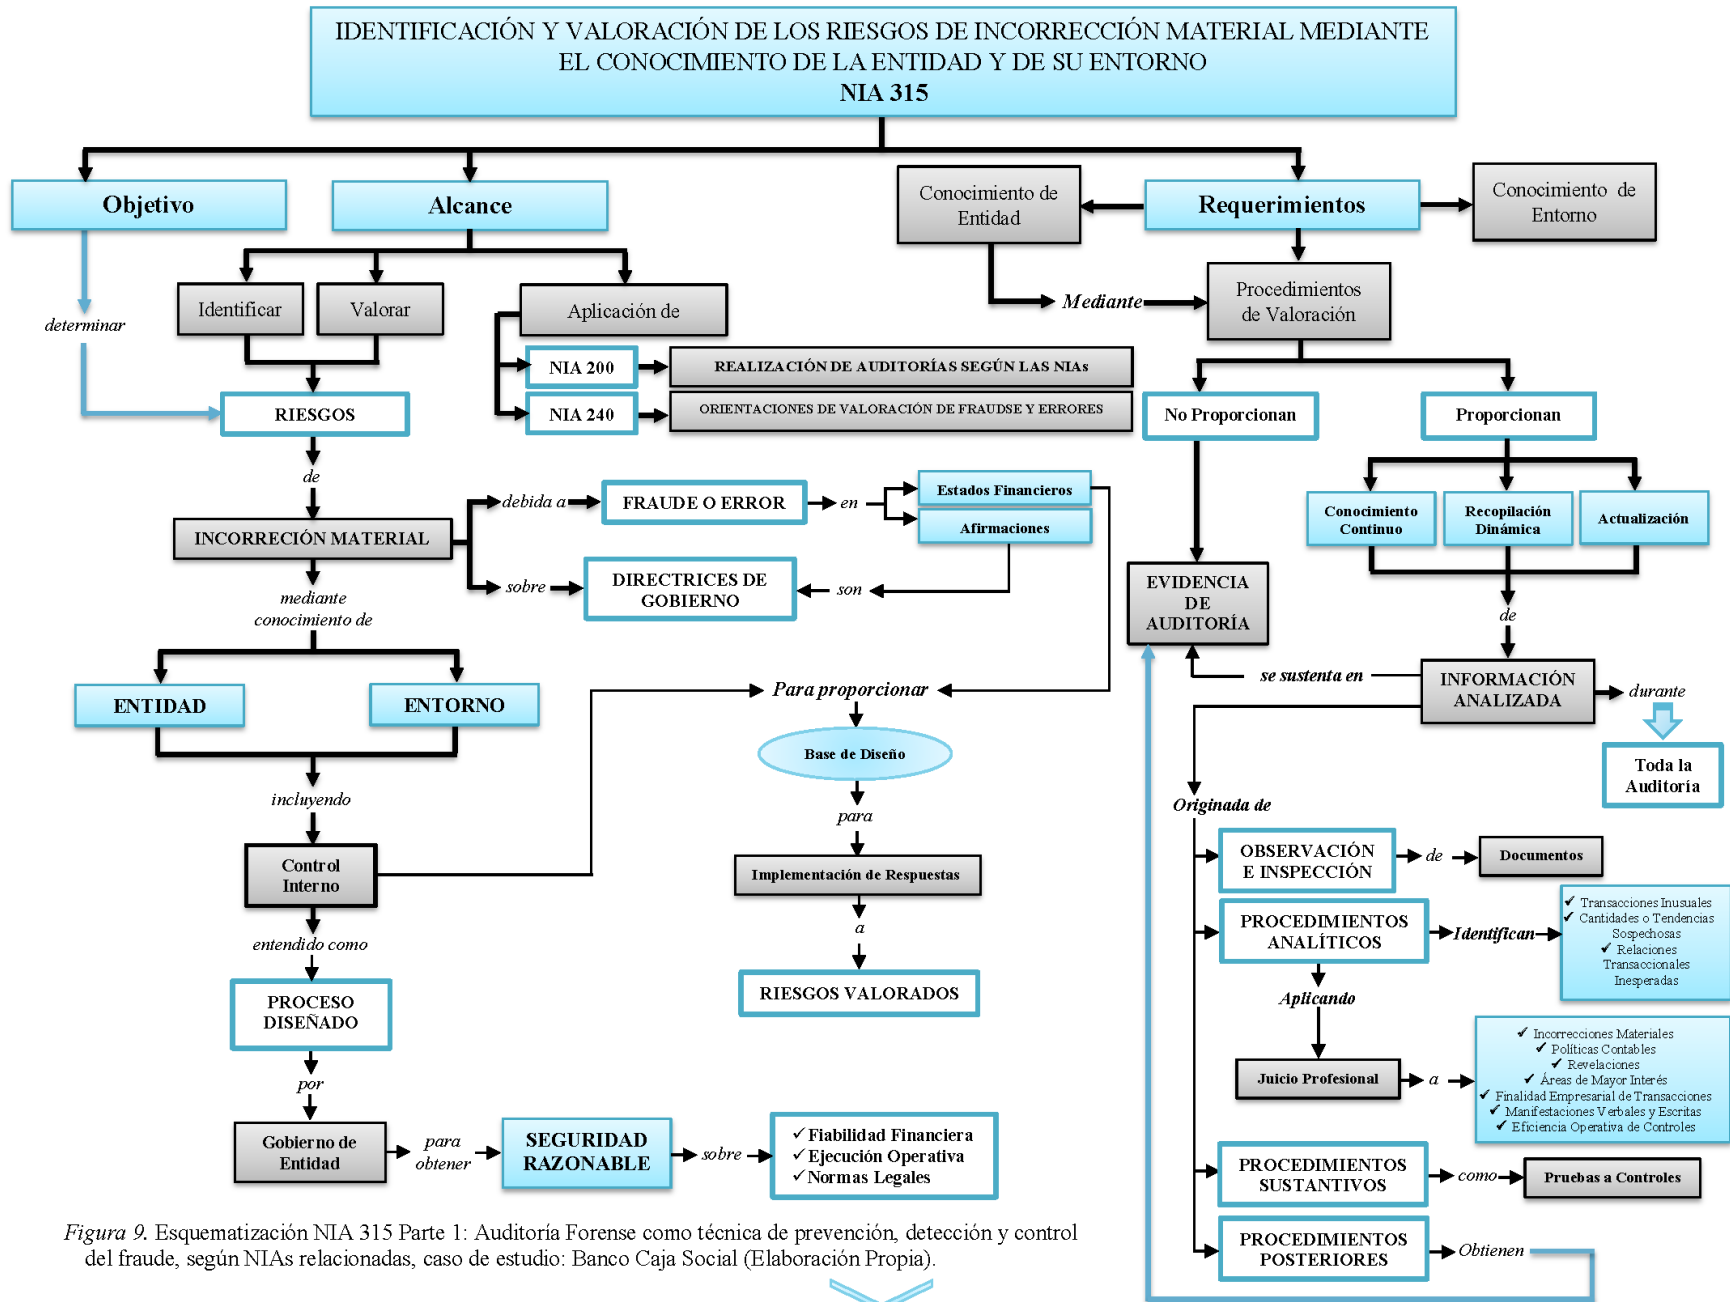 IDENTIFICACIÓN Y VALORACIÓN DE LOS RIESGOS DE INCORRECCIÓN MATERIAL MEDIANTE
EL CONOCIMIENTO DE LA ENTIDAD Y DE SU ENTORNO
NIA 315
Objetivo
Alcance
Conocimiento de
Entidad
Requerimientos
Conocimiento de
Entorno
determinar
Identificar
Valorar
Aplicación de
Mediante
Procedimientos
de Valoración
NIA 200
REALIZACIÓN DE AUDITORÍAS SEGÚN LAS NIAs
NIA 240
ORIENTACIONES DE VALORACIÓN DE FRAUDSE Y ERRORES
RIESGOS
No Proporcionan
Proporcionan
de
INCORRECIÓN MATERIAL
debida a
FRAUDE O ERROR
en
Estados Financieros
Afirmaciones
sobre
DIRECTRICES DE
GOBIERNO
son
Conocimiento
Continuo
Recopilación
Dinámica
Actualización
EVIDENCIA
DE
AUDITORÍA
de
mediante
conocimiento de
ENTIDAD
ENTORNO
Para proporcionar
se sustenta en
INFORMACIÓN
ANALIZADA
durante
Toda la
Auditoría
Base de Diseño
incluyendo
para
Originada de
Control
Interno
Implementación de Respuestas
OBSERVACIÓN
E INSPECCIÓN
de
Documentos
entendido como
a
PROCEDIMIENTOS
ANALÍTICOS
Identifican
✓ Transacciones Inusuales
✓ Cantidades o Tendencias
Sospechosas
✓ Relaciones
Transaccionales
Inesperadas
PROCESO
DISEÑADO
RIESGOS VALORADOS
Aplicando
por
Juicio Profesional
a
✓ Incorrecciones Materiales
✓ Políticas Contables
✓ Revelaciones
✓ Áreas de Mayor Interés
✓ Finalidad Empresarial de Transacciones
✓ Manifestaciones Verbales y Escritas
✓ Eficiencia Operativa de Controles
Gobierno de
Entidad
para
obtener
SEGURIDAD
RAZONABLE
sobre
✓ Fiabilidad Financiera
✓ Ejecución Operativa
✓ Normas Legales
PROCEDIMIENTOS
SUSTANTIVOS
como
Pruebas a Controles
PROCEDIMIENTOS
POSTERIORES
Obtienen
Figura 9. Esquematización NIA 315 Parte 1: Auditoría Forense como técnica de prevención, detección y control
del fraude, según NIAs relacionadas, caso de estudio: Banco Caja Social (Elaboración Propia).